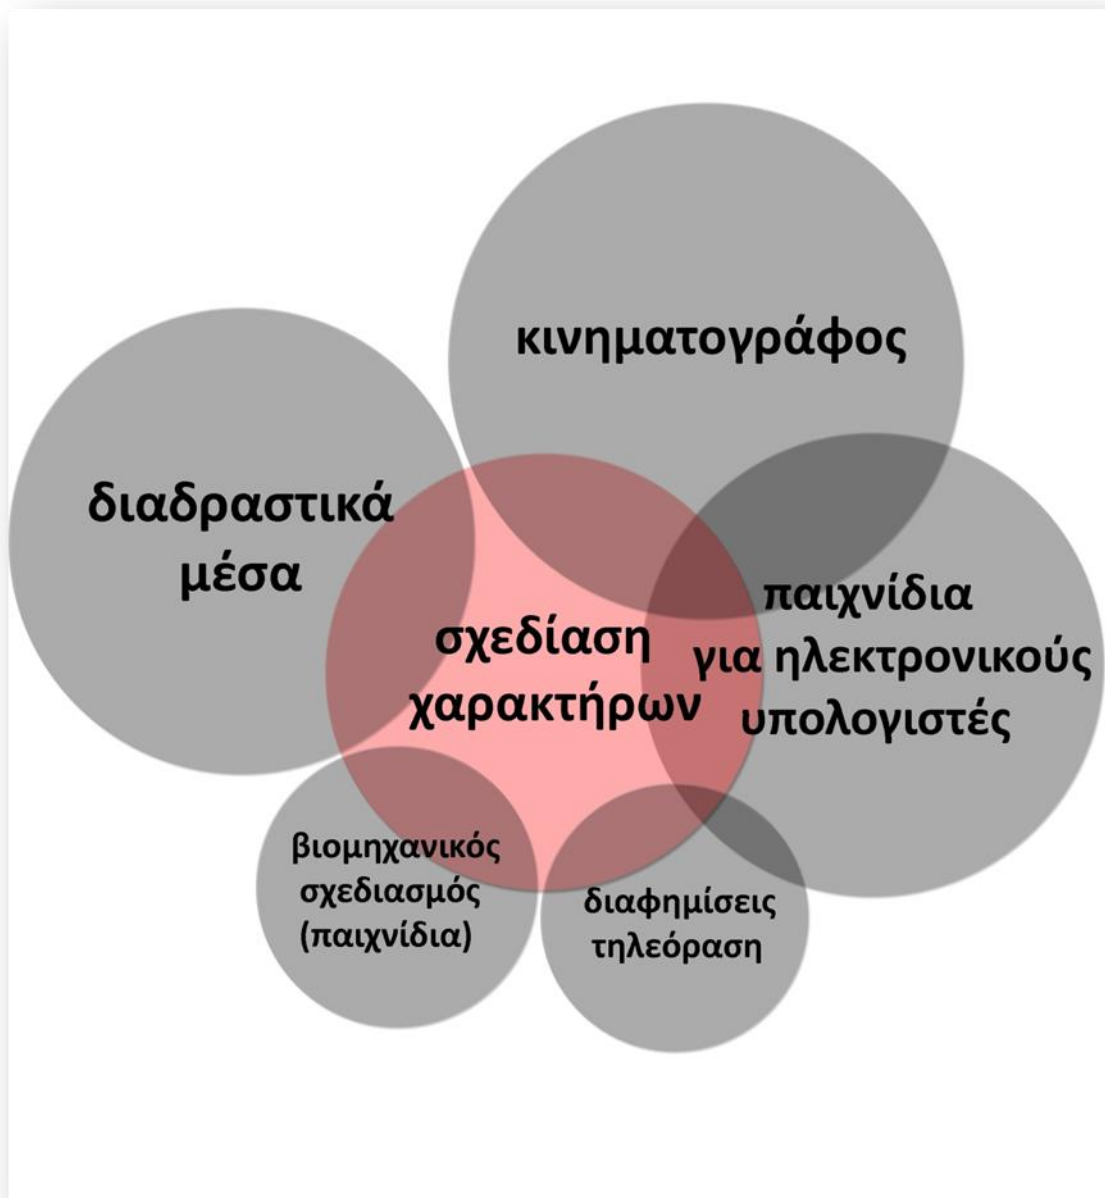 κινηματογράφος
διαδραστικά
μέσα
σχεδίαση
χαρακτήρων
παιχνίδια
για ηλεκτρονικούς
υπολογιστές
βιομηχανικός
σχεδιασμός
(παιχνίδια)
διαφημίσεις
τηλεόραση